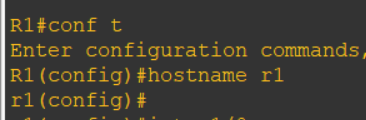 R1#conf t
Enter configuration commands,
R1(config)#hostname r1
r1(config)#